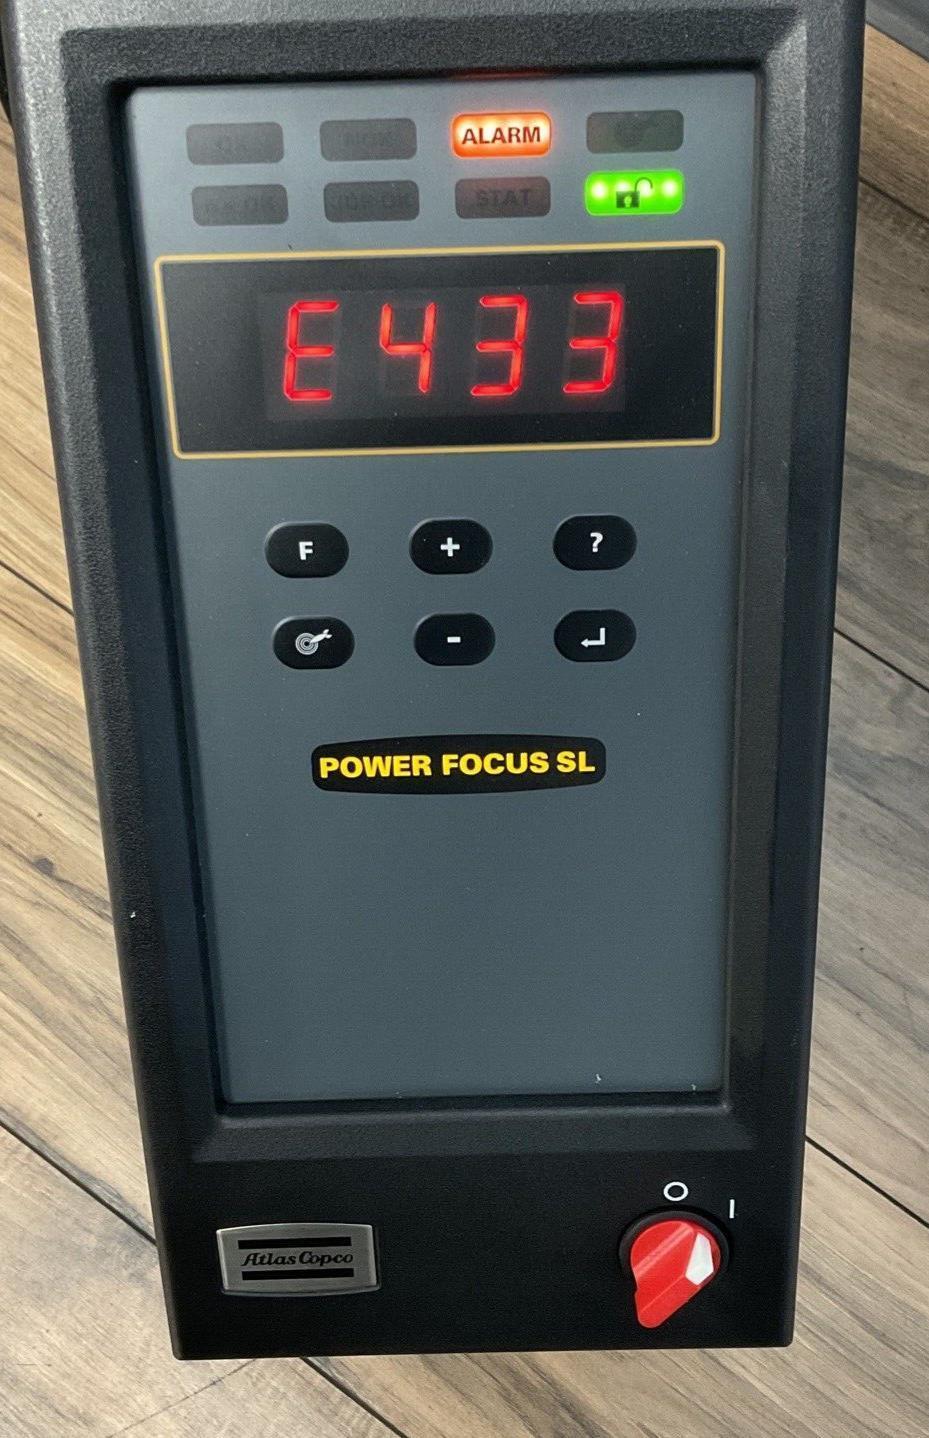 ALARM
STAT
E433
F + ?
-
POWER FOCUS SL
O I
Atlas Copco